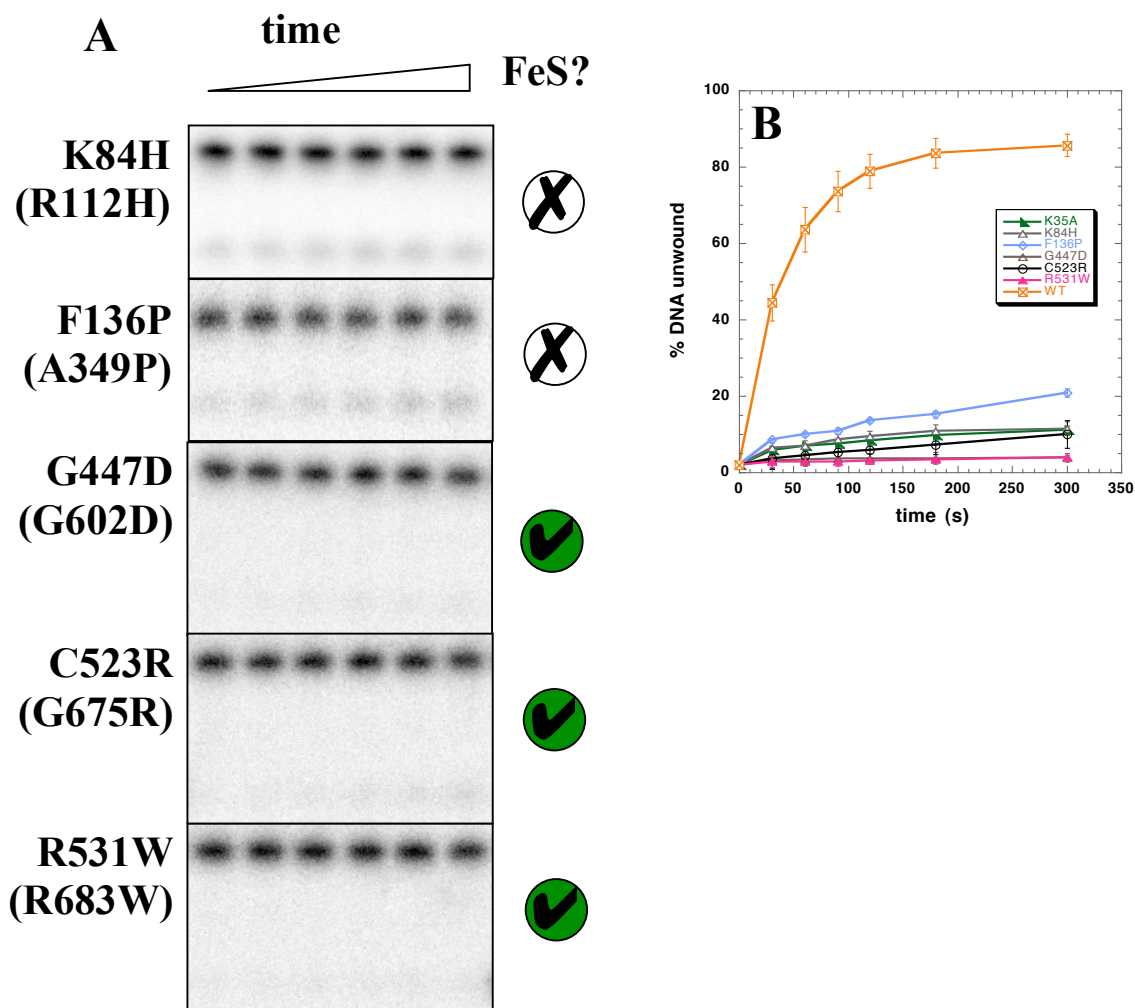 A
time
FeS?
K84H
(R112H)
F136P
(A349P)
G447D
(G602D)
C523R
(G675R)
R531W
(R683W)
B
% DNA unwound
100
80
60
40
20
0
0 50 100 150 200 250 300 350
time (s)
K35A
K84H
F136P
G447D
C523R
R531W
WT